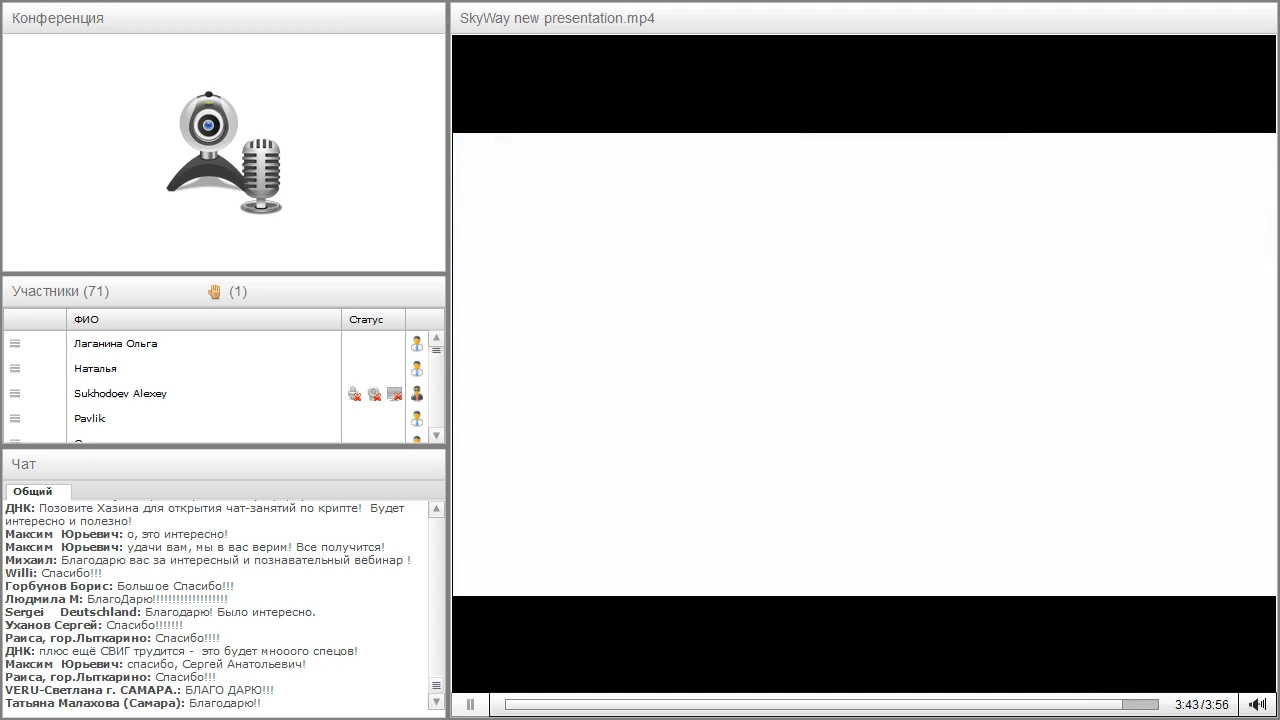 Конференция
SkyWay new presentation.mp4
Участники (71)
(1)
ФИО
Статус
Лаганина Ольга
Наталья
Sukhodoev Alexey
Pavlik
Чат
Общий
ДНК: Позовите Хазина для открытия чат-занятий по крипте! Будет
интересно и полезно!
Максим Юрьевич: о, это интересно!
Максим Юрьевич: удачи вам, мы в вас верим! Все получится!
Михаил: Благодарю вас за интересный и познавательный вебинар !
Willi: Спасибо!!!
Горбунов Борис: Большое Спасибо!!!
Людмила М: БлагоДарю!!!!!!!!!!!!!!!!!!!
Sergei Deutschland: Благодарю! Было интересно.
Уханов Сергей: Спасибо!!!!!!!
Раиса, гор.Лыткарино: Спасибо!!!!
ДНК: плюс ещё СВИГ трудится - это будет мнооого спецов!
Максим Юрьевич: спасибо, Сергей Анатольевич!
Раиса, гор.Лыткарино: Спасибо!!!
VERU-Светлана г. САМАРА.: БЛАГО ДАРЮ!!!
Татьяна Малахова (Самара): Благодарю!!
3:43/3:56